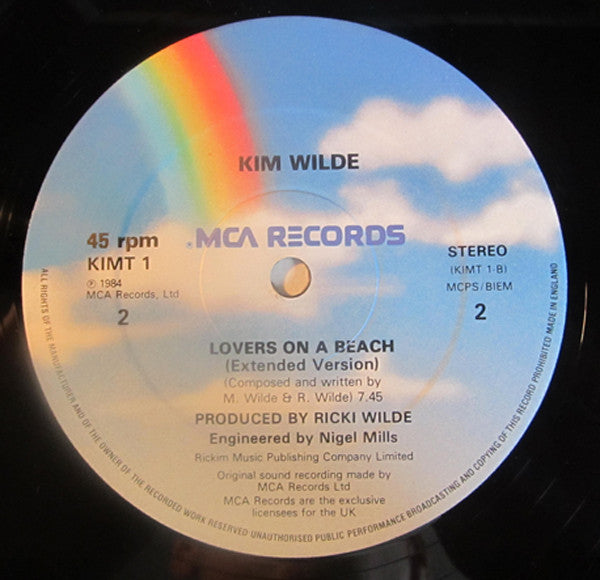 KIM WILDE
MCA RECORDS
45 rpm
KIMT 1
℗ 1984
MCA Records, Ltd
2
STEREO
(KIMT 1-B)
MCPS/BIEM
2
LOVERS ON A BEACH
(Extended Version)
(Composed and written by
M. Wilde & R. Wilde) 7.45
PRODUCED BY RICKI WILDE
Engineered by Nigel Mills
Rickim Music Publishing Company Limited
Original sound recording made by
MCA Records Ltd
MCA Records are the exclusive
licensees for the UK
ALL RIGHTS OF THE MANUFACTURER AND OF THE OWNER OF THE RECORDED WORK RESERVED UNAUTHORISED PUBLIC PERFORMANCE BROADCASTING AND COPYING OF THIS RECORD PROHIBITED MADE IN ENGLAND